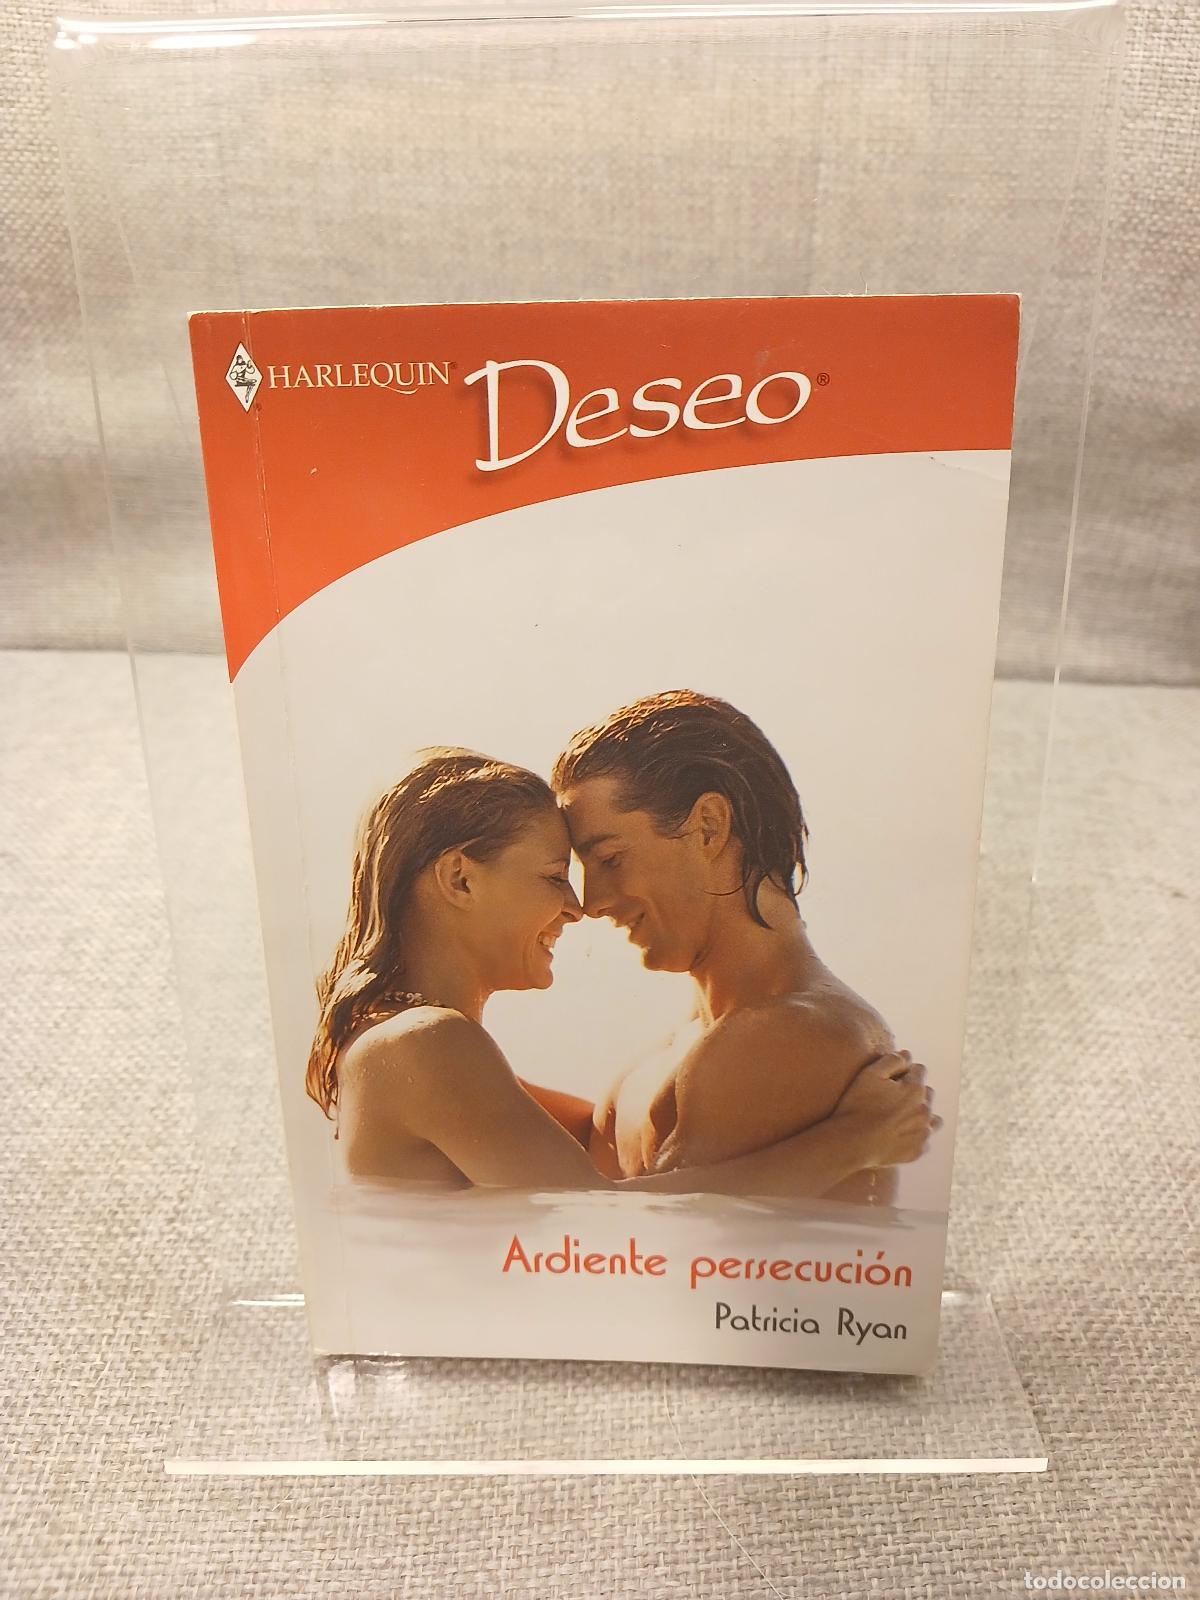 HARLEQUIN® Deseo®
Ardiente persecución
Patricia Ryan
todocoleccion